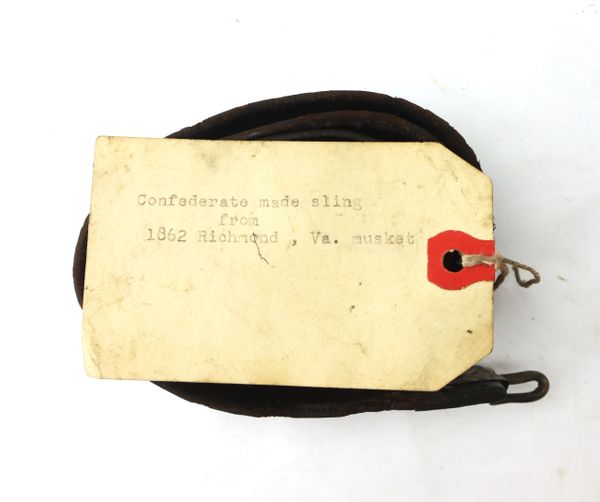 Confederate made sling
from
1862 Richmond , Va. musket